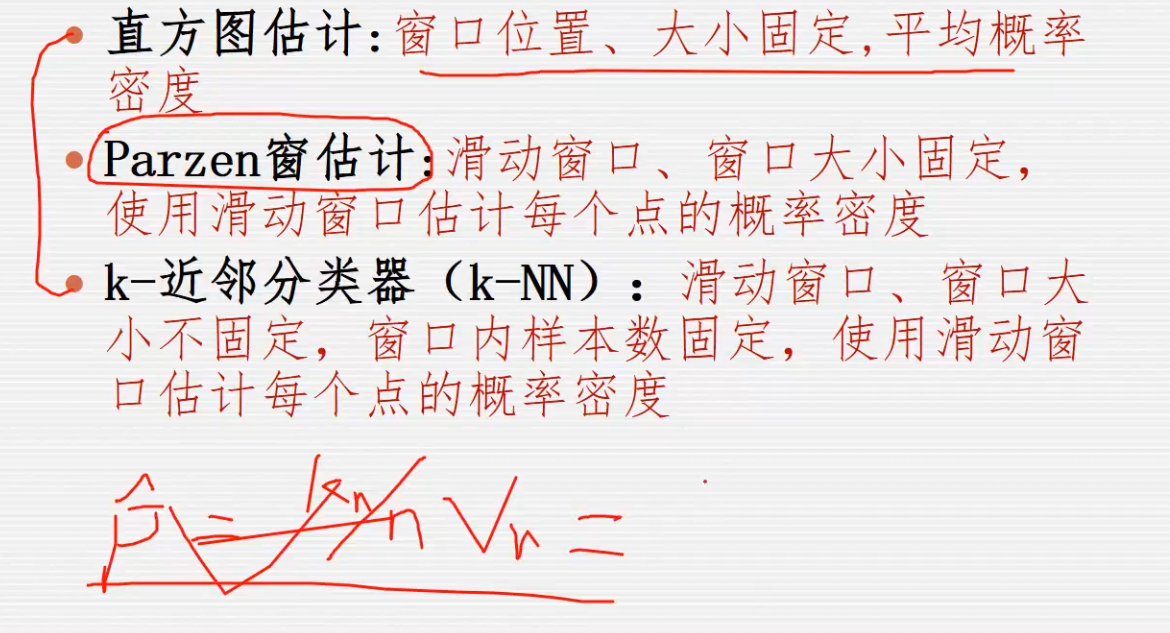 直方图估计:窗口位置、大小固定,平均概率
密度
Parzen窗估计:滑动窗口、窗口大小固定,
使用滑动窗口估计每个点的概率密度
k-近邻分类器（k-NN）：滑动窗口、窗口大
小不固定，窗口内样本数固定，使用滑动窗
口估计每个点的概率密度
p̂ = kn/n Vn =